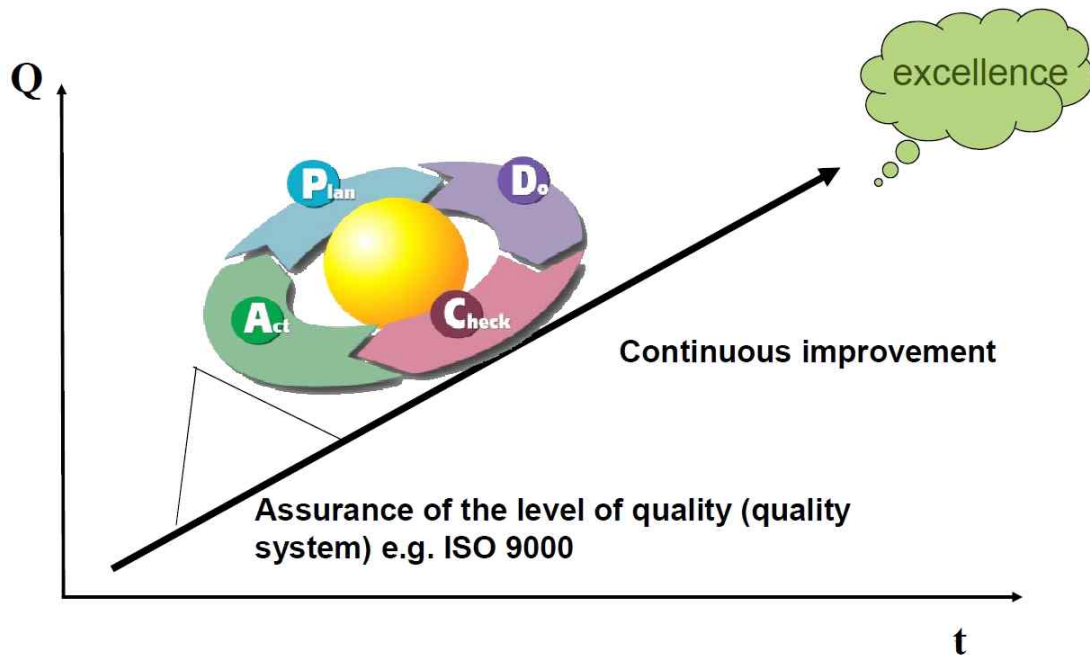 excellence
Q
Plan
Do
Act
Check
Continuous improvement
Assurance of the level of quality (quality
system) e.g. ISO 9000
t